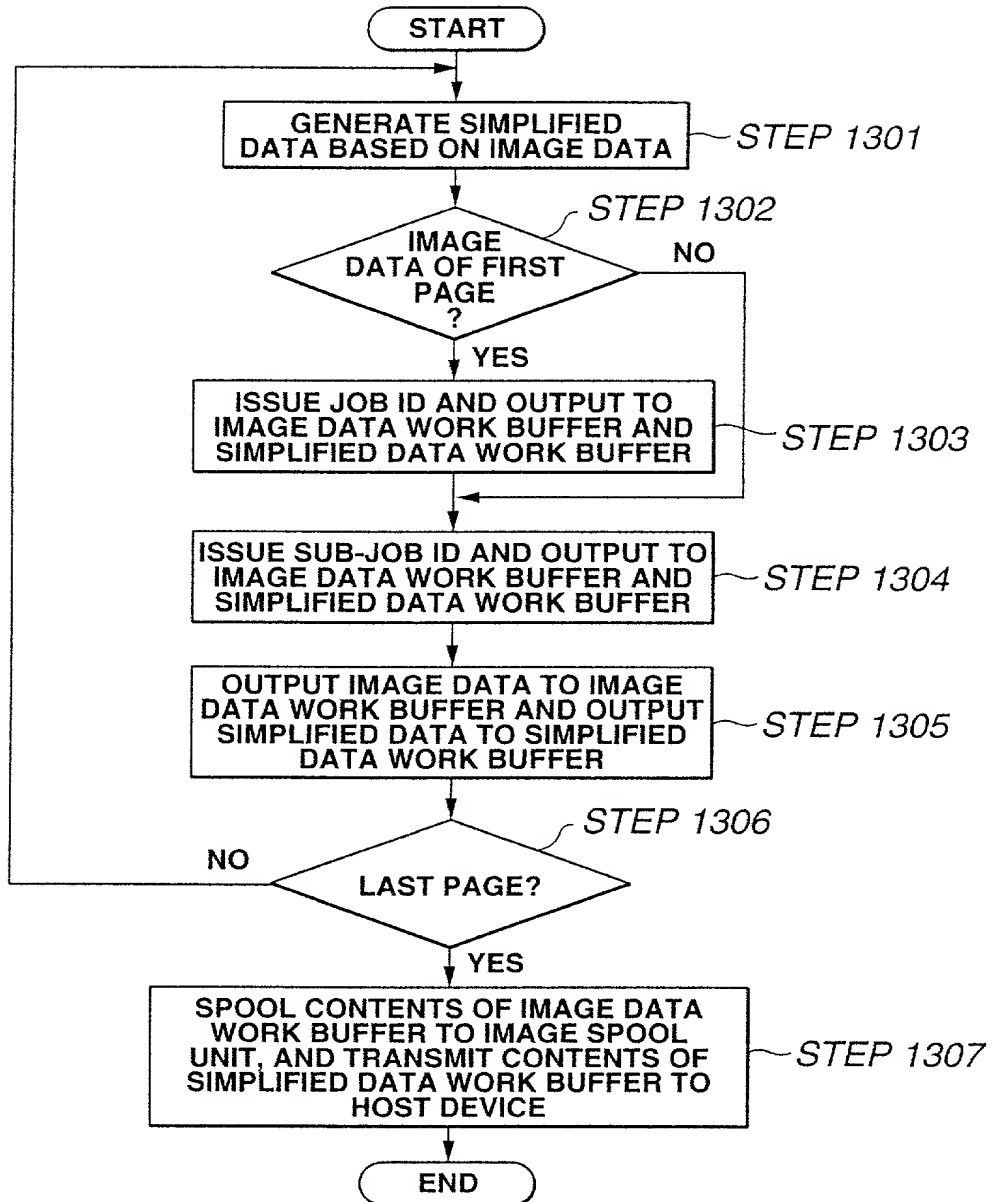 START
GENERATE SIMPLIFIED
DATA BASED ON IMAGE DATA
STEP 1301
STEP 1302
IMAGE
DATA OF FIRST
PAGE
?
NO
YES
ISSUE JOB ID AND OUTPUT TO
IMAGE DATA WORK BUFFER AND
SIMPLIFIED DATA WORK BUFFER
STEP 1303
ISSUE SUB-JOB ID AND OUTPUT TO
IMAGE DATA WORK BUFFER AND
SIMPLIFIED DATA WORK BUFFER
STEP 1304
OUTPUT IMAGE DATA TO IMAGE
DATA WORK BUFFER AND OUTPUT
SIMPLIFIED DATA TO SIMPLIFIED
DATA WORK BUFFER
STEP 1305
STEP 1306
NO
LAST PAGE?
YES
SPOOL CONTENTS OF IMAGE DATA
WORK BUFFER TO IMAGE SPOOL
UNIT, AND TRANSMIT CONTENTS OF
SIMPLIFIED DATA WORK BUFFER TO
HOST DEVICE
STEP 1307
END